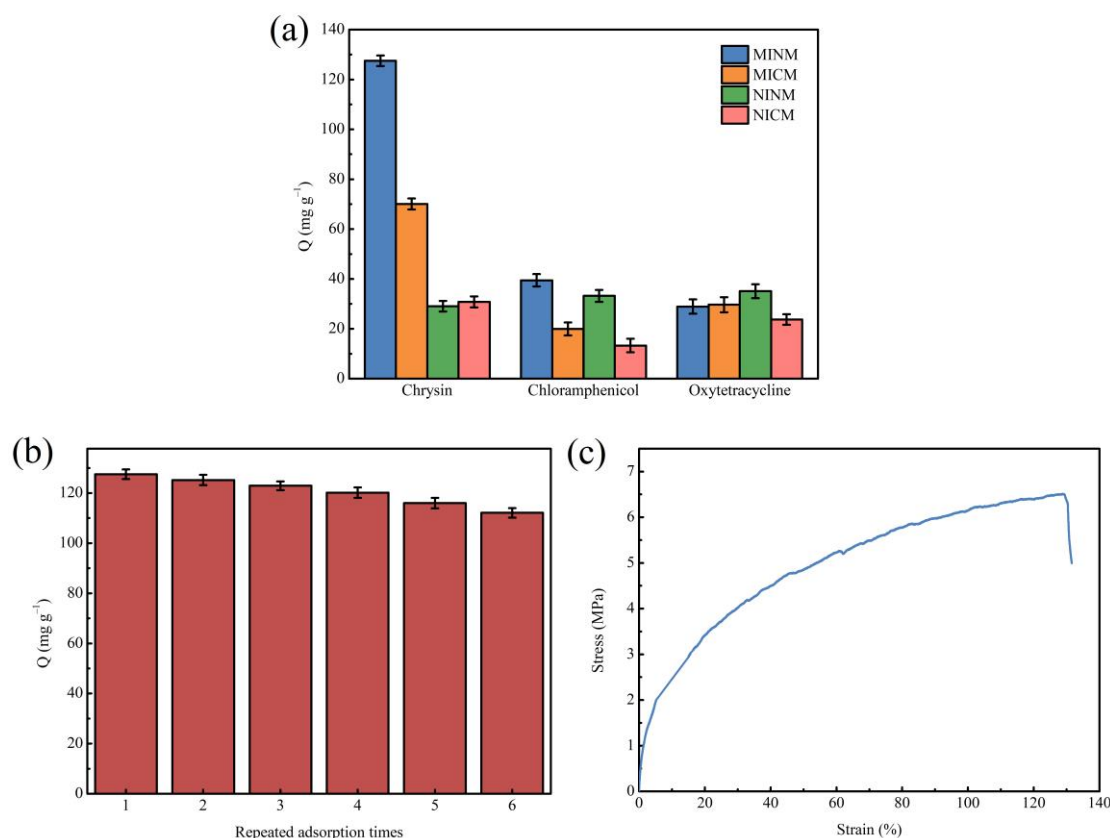 (a)
140
120
100
80
60
40
20
0
Q (mg g⁻¹)
MINM
MICM
NINM
NICM
Chrysin Chloramphenicol Oxytetracycline
(b)
120
100
80
60
40
20
0
Q (mg g⁻¹)
1 2 3 4 5 6
Repeated adsorption times
(c)
7
6
5
4
3
2
1
0
Stress (MPa)
0 20 40 60 80 100 120 140
Strain (%)